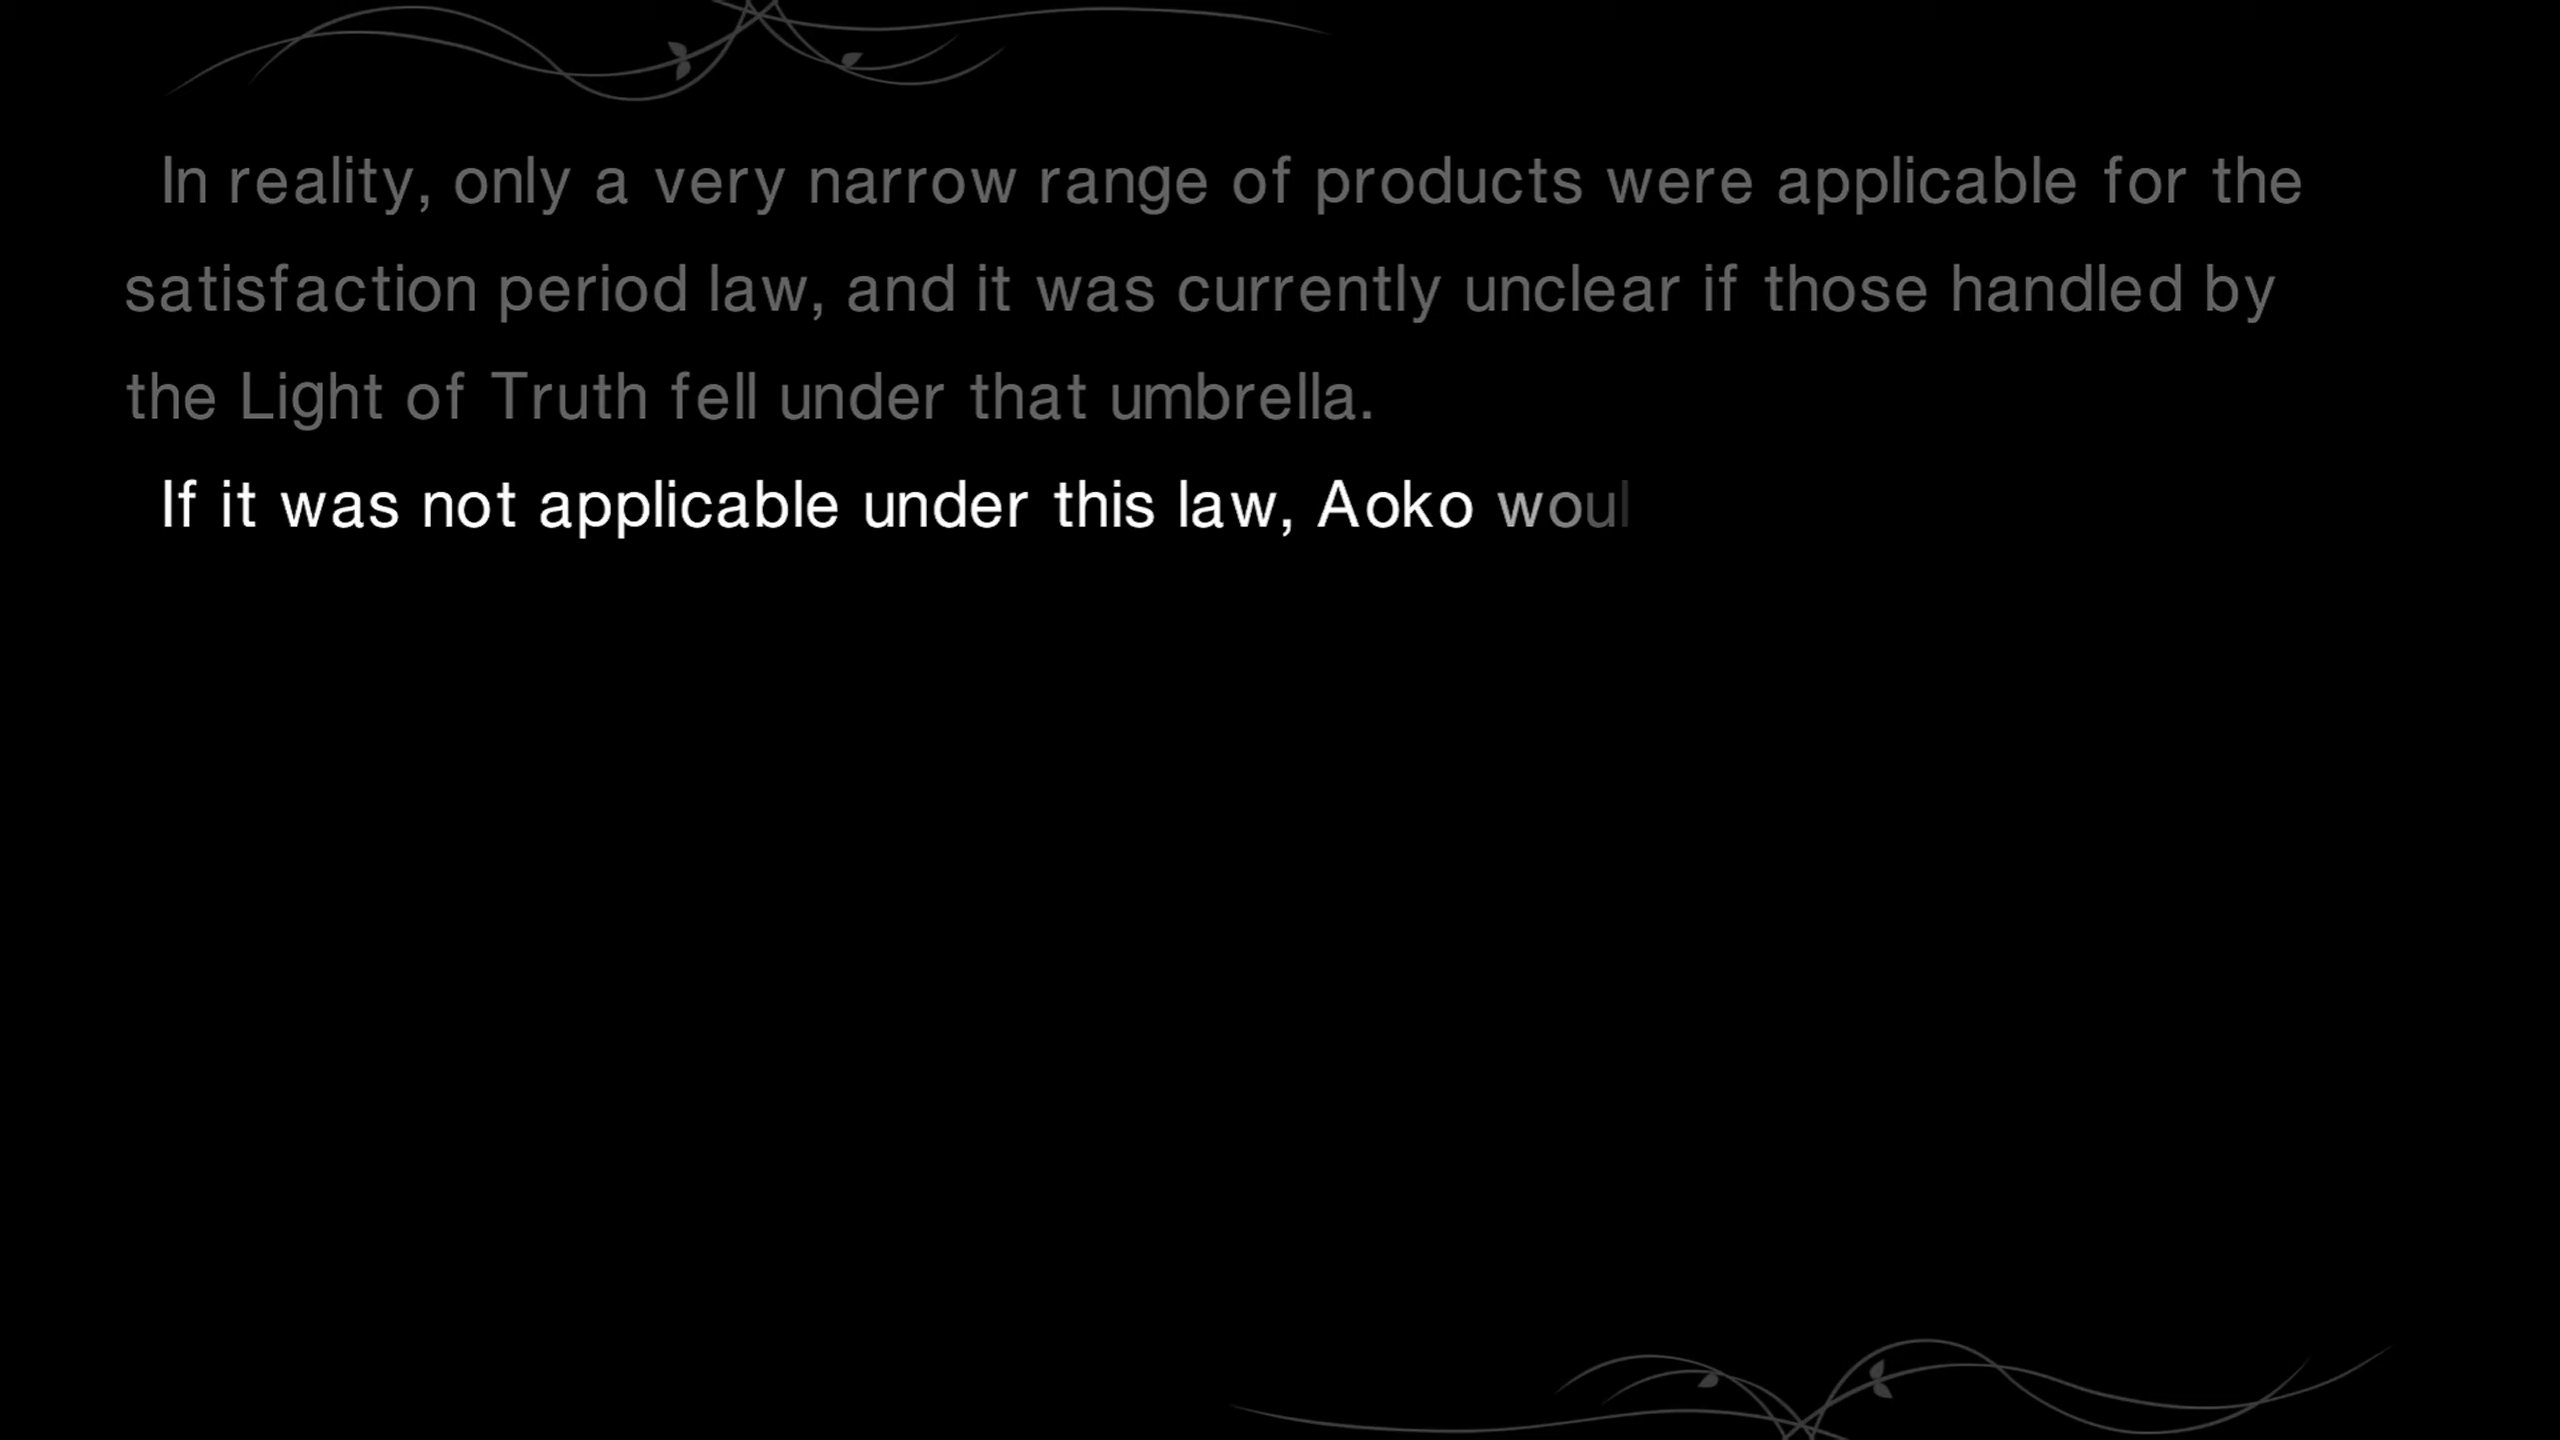 In reality, only a very narrow range of products were applicable for the
satisfaction period law, and it was currently unclear if those handled by
the Light of Truth fell under that umbrella.
If it was not applicable under this law, Aoko woul